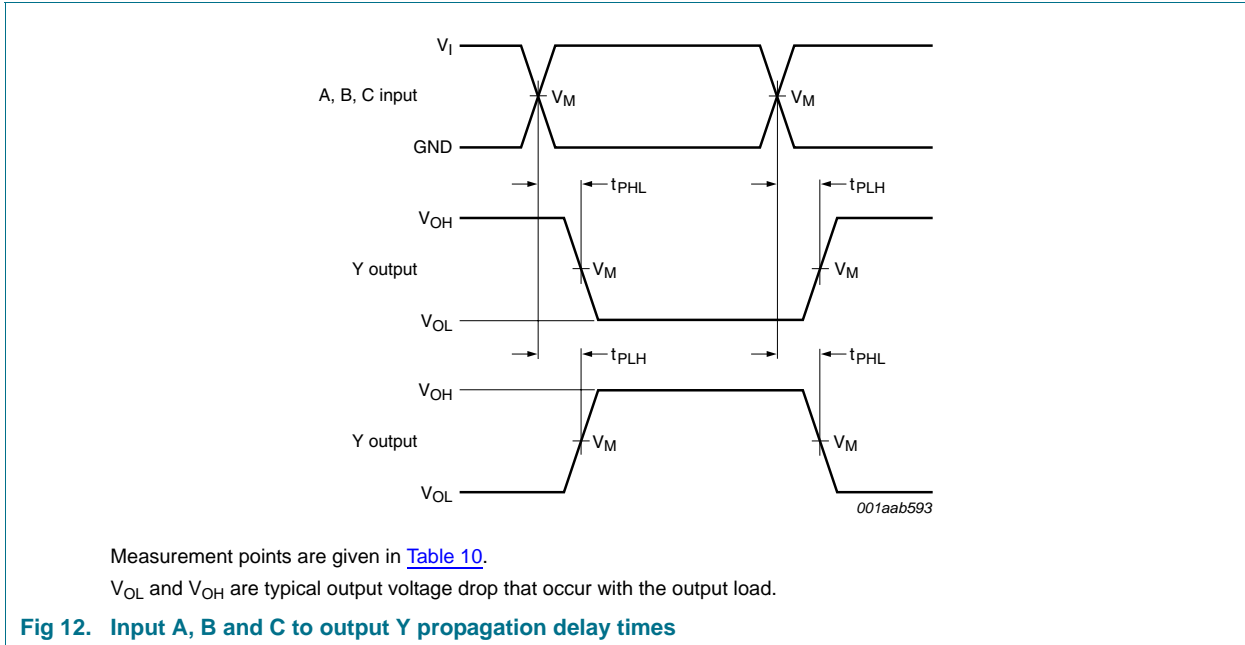 VI
A, B, C input
VM
VM
GND
tPHL
tPLH
VOH
Y output
VM
VM
VOL
tPLH
tPHL
VOH
Y output
VM
VM
VOL
001aab593
Measurement points are given in Table 10.
VOL and VOH are typical output voltage drop that occur with the output load.
Fig 12. Input A, B and C to output Y propagation delay times